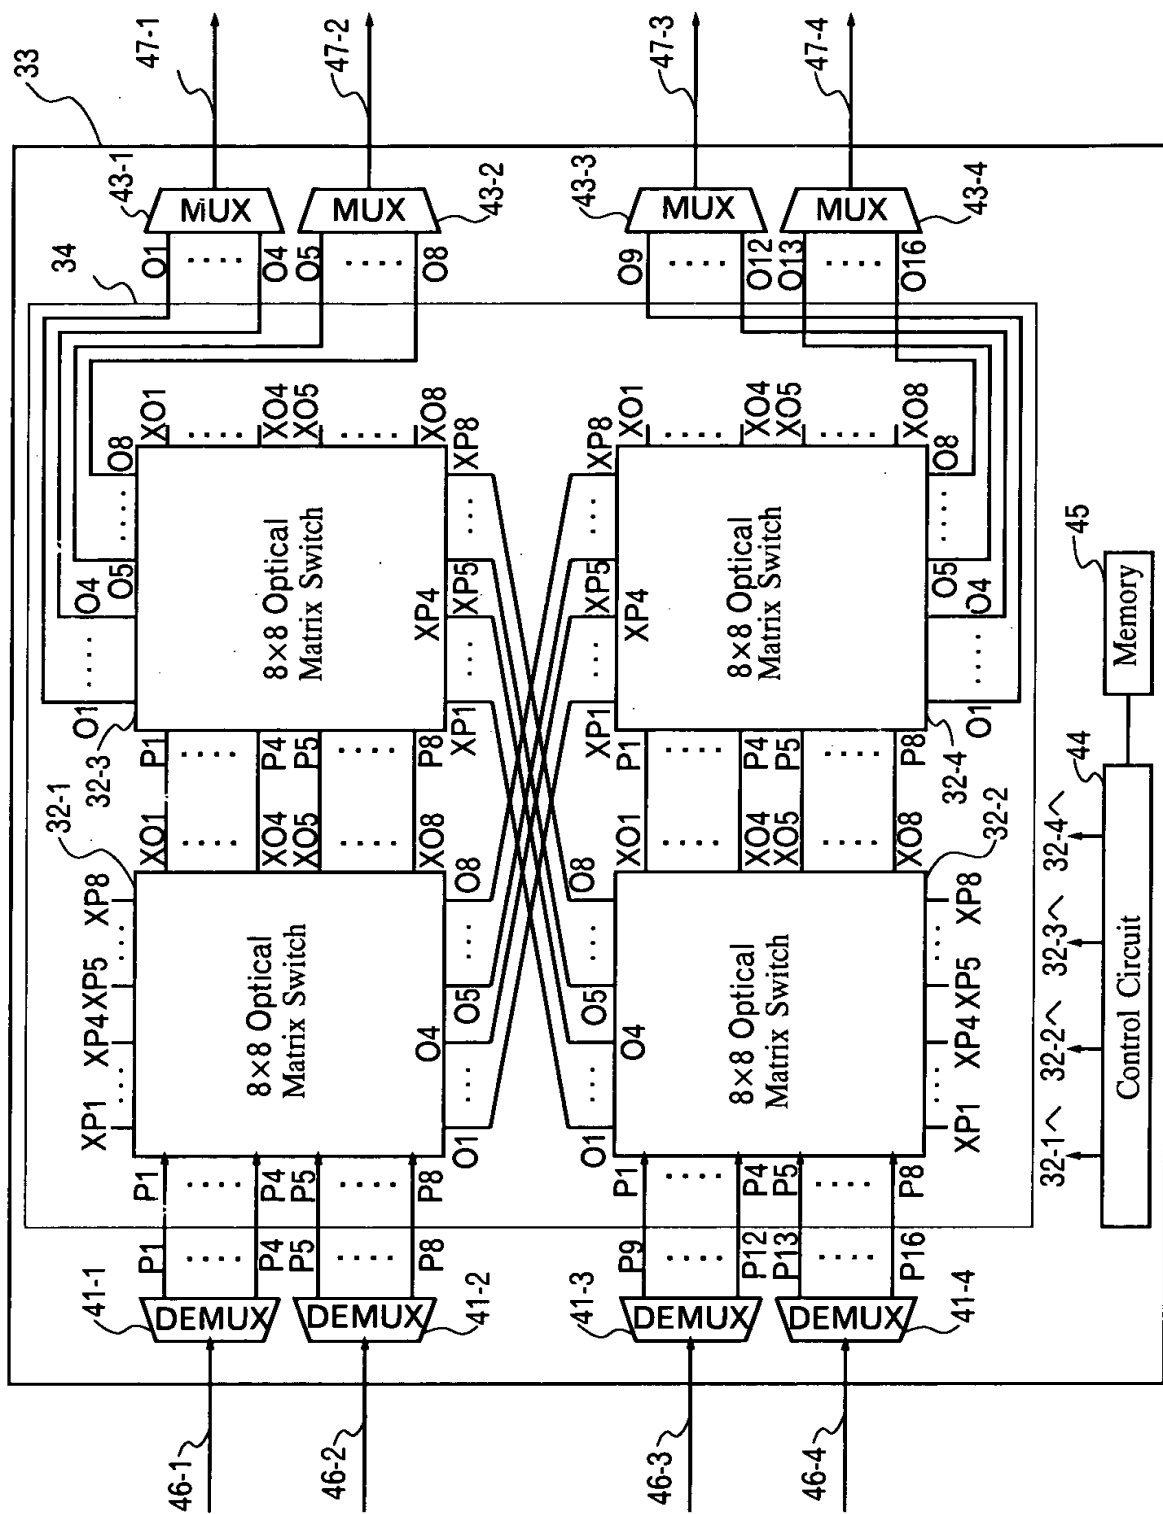 33
34
46-1
46-2
46-3
46-4
41-1
DEMUX
DEMUX
41-2
41-3
DEMUX
DEMUX
41-4
P1
....
P4
P5
....
P8
P9
....
P12
P13
....
P16
P1
....
P4
P5
....
P8
P1
....
P4
P5
....
P8
XP1 .... XP4 XP5 ... XP8
32-1
8×8 Optical
Matrix Switch
XO1
....
XO4
XO5
....
XO8
O1 ... O4 O5 ... O8
O1 ... O4 O5 ... O8
8×8 Optical
Matrix Switch
32-2
XO1
....
XO4
XO5
....
XO8
XP1 .... XP4 XP5 ... XP8
O1 .... O4 O5 .... O8
32-3
P1
....
P4
P5
....
P8
8×8 Optical
Matrix Switch
XO1
....
XO4
XO5
....
XO8
XP1 ... XP4 XP5 ... XP8
XP1 ... XP4 XP5 ... XP8
P1
....
P4
P5
....
P8
32-4
8×8 Optical
Matrix Switch
XO1
....
XO4
XO5
....
XO8
O1 .... O4 O5 .... O8
O1
....
O4
O5
....
O8
O9
....
O12
O13
....
O16
43-1
MUX
MUX
43-2
43-3
MUX
MUX
43-4
47-1
47-2
47-3
47-4
32-1へ 32-2へ 32-3へ 32-4へ
44
45
Control Circuit
Memory